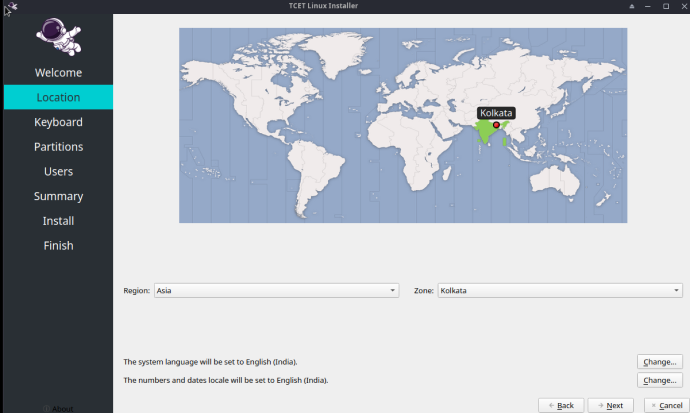 TCET Linux Installer
Welcome
Location
Keyboard
Partitions
Users
Summary
Install
Finish
About
Kolkata
Region: Asia Zone: Kolkata
The system language will be set to English (India). Change...
The numbers and dates locale will be set to English (India). Change...
Back Next Cancel